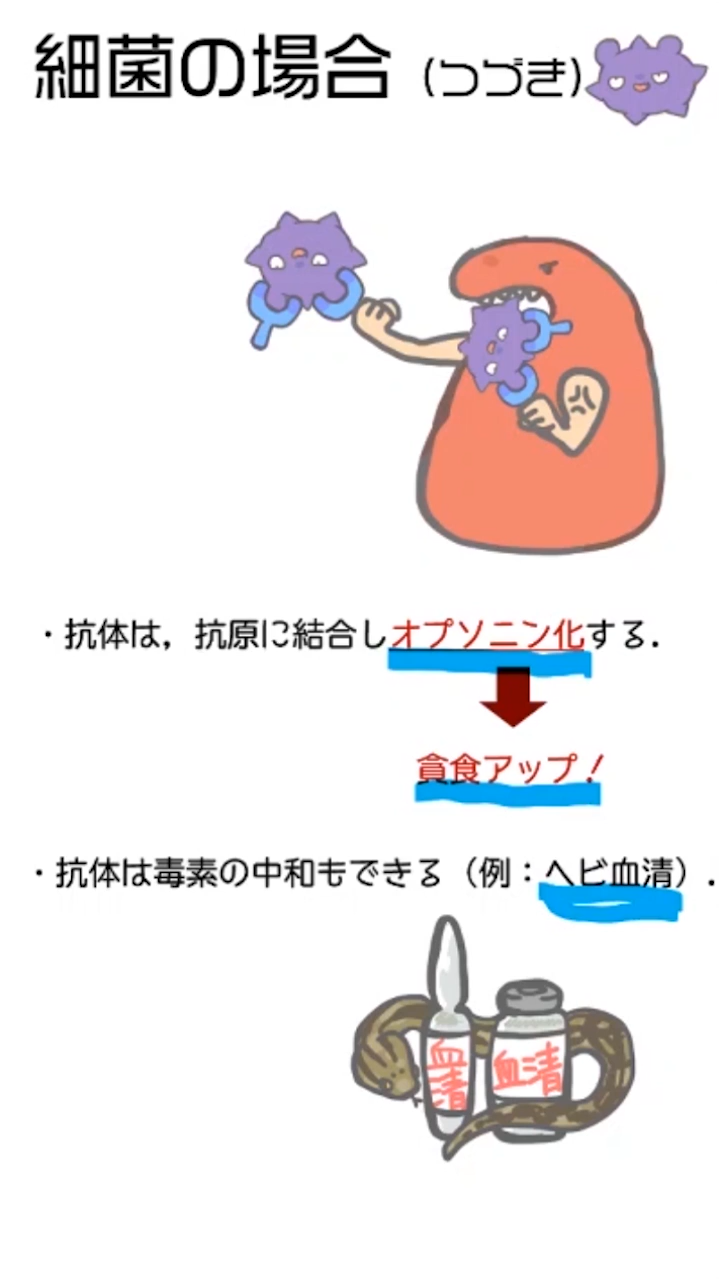 細菌の場合 (つづき)
・抗体は，抗原に結合しオプソニン化する．
貪食アップ！
・抗体は毒素の中和もできる（例：ヘビ血清）．
血清
血清